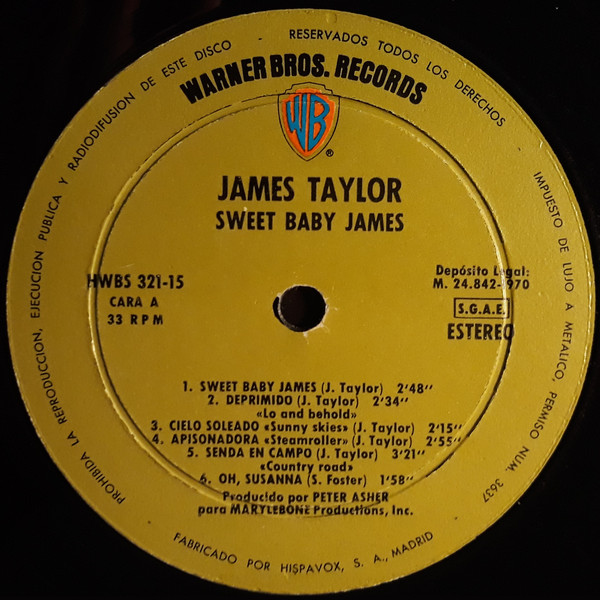 PROHIBIDA LA REPRODUCCION, EJECUCION PUBLICA Y RADIODIFUSION DE ESTE DISCO - RESERVADOS TODOS LOS DERECHOS
IMPUESTO DE LUJO A METALICO, PERMISO NUM. 3637
WARNER BROS. RECORDS
WB
®
JAMES TAYLOR
SWEET BABY JAMES
HWBS 321-15
CARA A
33 RPM
Depósito Legal:
M. 24.842-1970
S.G.A.E.
ESTEREO
1. SWEET BABY JAMES (J. Taylor) 2'48''
2. DEPRIMIDO (J. Taylor) 2'34''
«Lo and behold»
3. CIELO SOLEADO «Sunny skies» (J. Taylor) 2'15''
4. APISONADORA «Steamroller» (J. Taylor) 2'55''
5. SENDA EN CAMPO (J. Taylor) 3'21''
«Country road»
6. OH, SUSANNA (S. Foster) 1'58''
Producido por PETER ASHER
para MARYLEBONE Productions, Inc.
FABRICADO POR HISPAVOX, S. A., MADRID